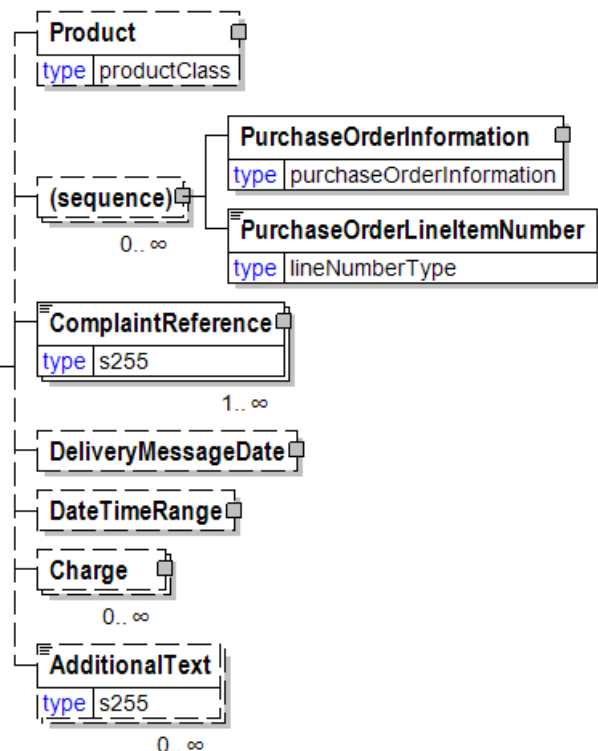 Product
type productClass
PurchaseOrderInformation
type purchaseOrderInformation
(sequence)
0.. ∞
PurchaseOrderLineItemNumber
type lineNumberType
ComplaintReference
type s255
1.. ∞
DeliveryMessageDate
DateTimeRange
Charge
0.. ∞
AdditionalText
type s255
0.. ∞